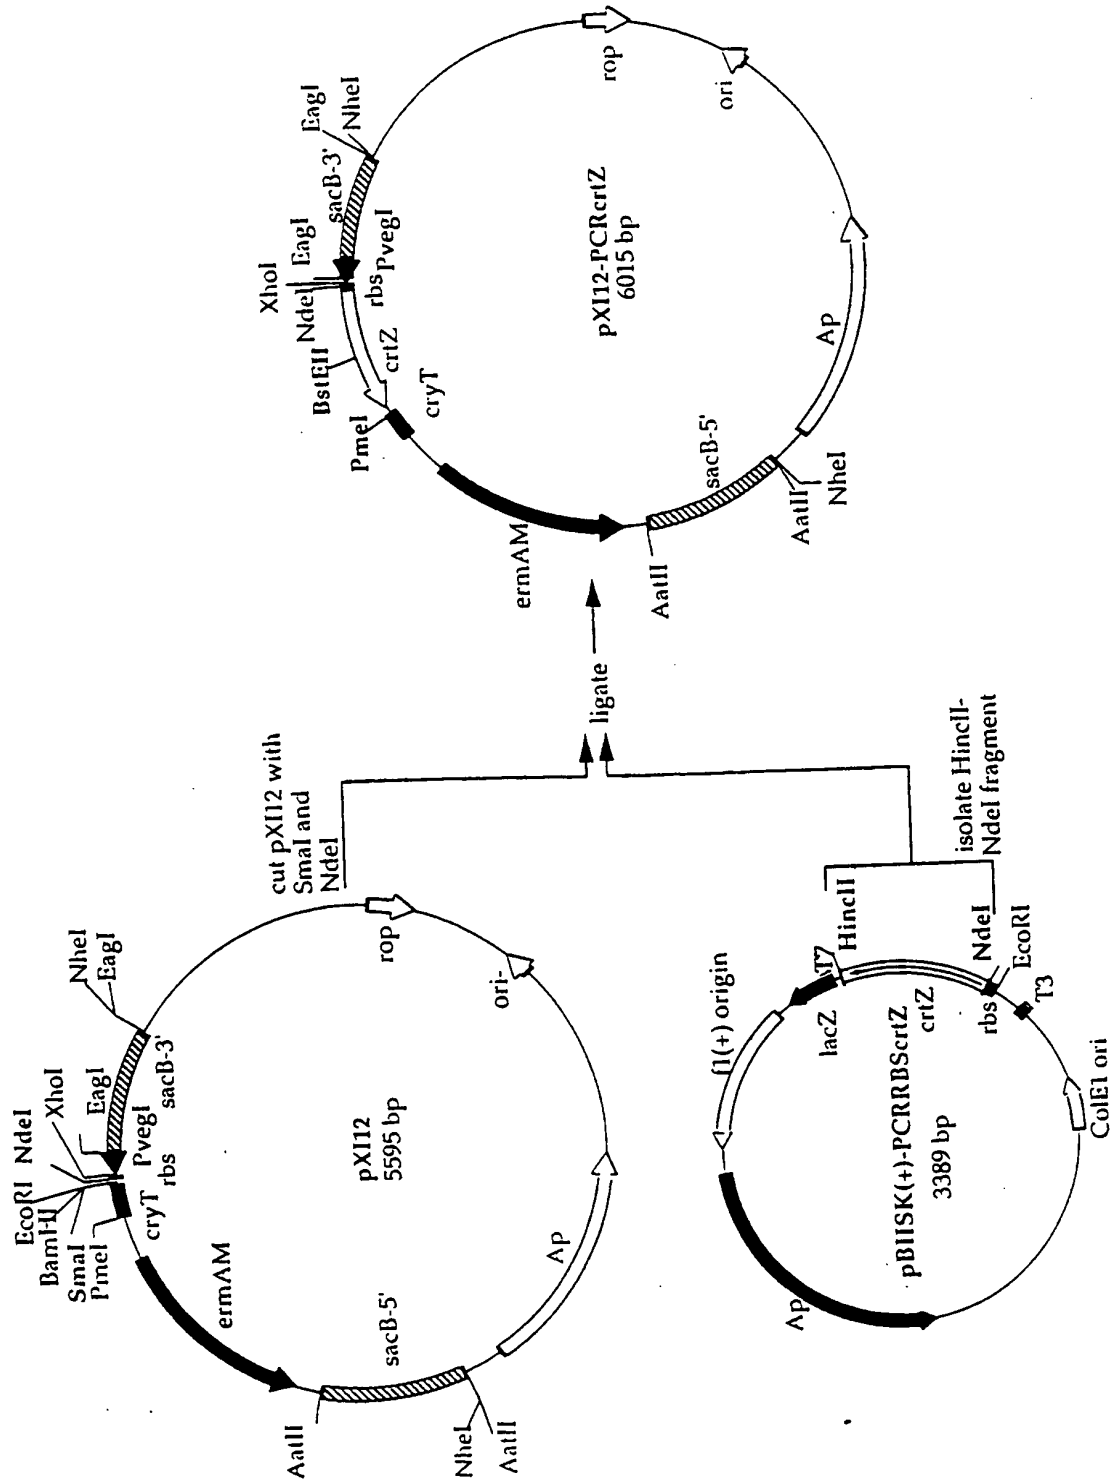 EcoRI
NdeI
XhoI
BamHI
SmaI
PmeI
EagI
NheI
EagI
PvegI
rbs
cryT
sacB-3'
ermAM
pXI12
5595 bp
rop
ori-
Ap
sacB-5'
AatII
NheI
AatII
cut pXI12 with
SmaI and
NdeI
f1(+) origin
lacZ
T7
HincII
crtZ
NdeI
EcoRI
rbs
T3
ColE1 ori
Ap
pBIISK(+)-PCRRBScrtZ
3389 bp
isolate HincII-
NdeI fragment
ligate
XhoI
NdeI
EagI
BstEII
PmeI
rbs
PvegI
sacB-3'
EagI
NheI
crtZ
cryT
ermAM
pXI12-PCRcrtZ
6015 bp
rop
ori
Ap
sacB-5'
AatII
AatII
NheI